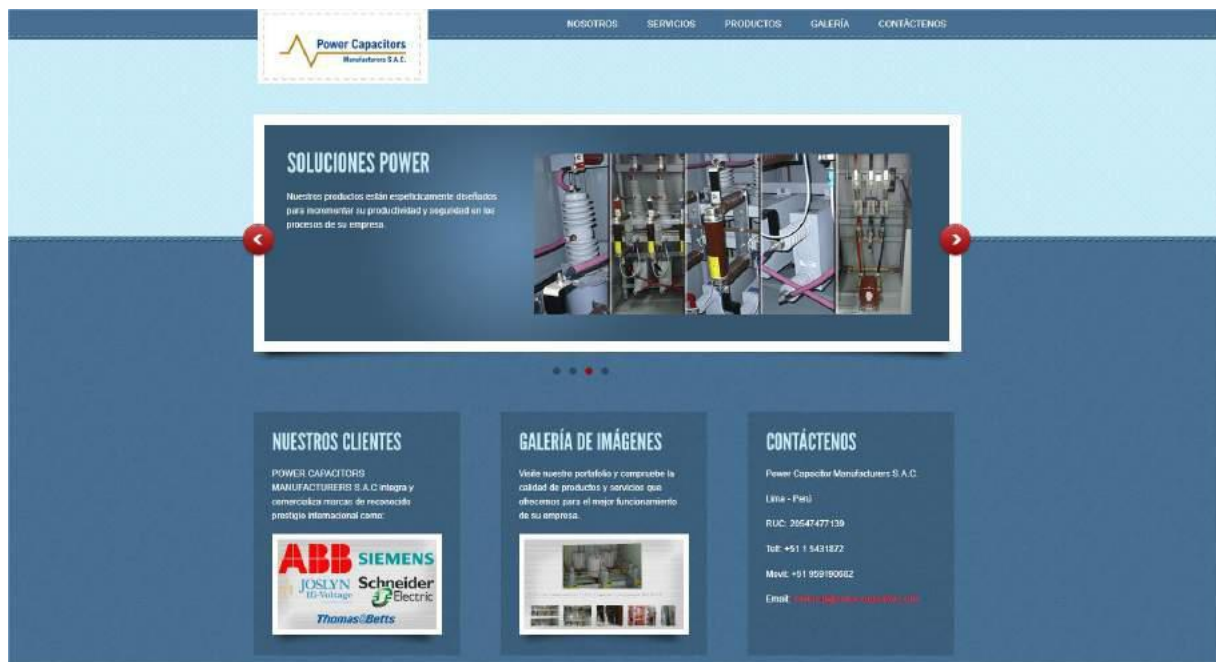 NOSOTROS SERVICIOS PRODUCTOS GALERÍA CONTÁCTENOS
Power Capacitors
Manufacturers S.A.C.
SOLUCIONES POWER
Nuestros productos están espeficicamente diseñados
para incrementar su productividad y seguridad en los
procesos de su empresa.
NUESTROS CLIENTES
POWER CAPACITORS
MANUFACTURERS S.A.C integra y
comercializa marcas de reconocido
prestigio internacional como:
ABB SIEMENS
JOSLYN
Hi-Voltage
Schneider
Electric
Thomas&Betts
GALERÍA DE IMÁGENES
Visite nuestro portafolio y compruebe la
calidad de productos y servicios que
ofrecemos para el mejor funcionamiento
de su empresa.
CONTÁCTENOS
Power Capacitor Manufacturers S.A.C.
Lima - Perú
RUC: 20547477139
Telf: +51 1 5431872
Movil: +51 959190682
Email: